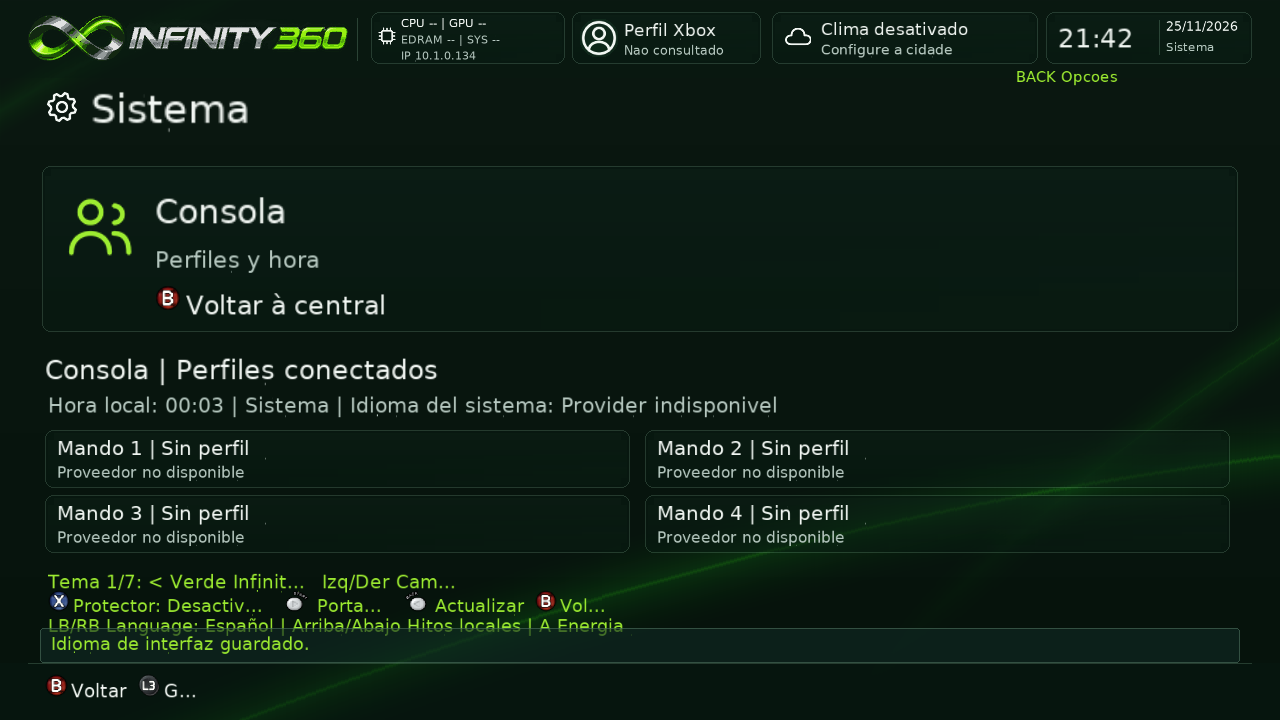 INFINITY 360
CPU -- | GPU --
EDRAM -- | SYS --
IP 10.1.0.134
Perfil Xbox
Nao consultado
Clima desativado
Configure a cidade
21:42
25/11/2026
Sistema
BACK Opcoes
Sistema
Consola
Perfiles y hora
B Voltar à central
Consola | Perfiles conectados
Hora local: 00:03 | Sistema | Idioma del sistema: Provider indisponivel
Mando 1 | Sin perfil
Proveedor no disponible
Mando 2 | Sin perfil
Proveedor no disponible
Mando 3 | Sin perfil
Proveedor no disponible
Mando 4 | Sin perfil
Proveedor no disponible
Tema 1/7: < Verde Infinit... Izq/Der Cam...
X Protector: Desactiv... Porta... Actualizar B Vol...
LB/RB Language: Español | Arriba/Abajo Hitos locales | A Energia
Idioma de interfaz guardado.
B Voltar L3 G...